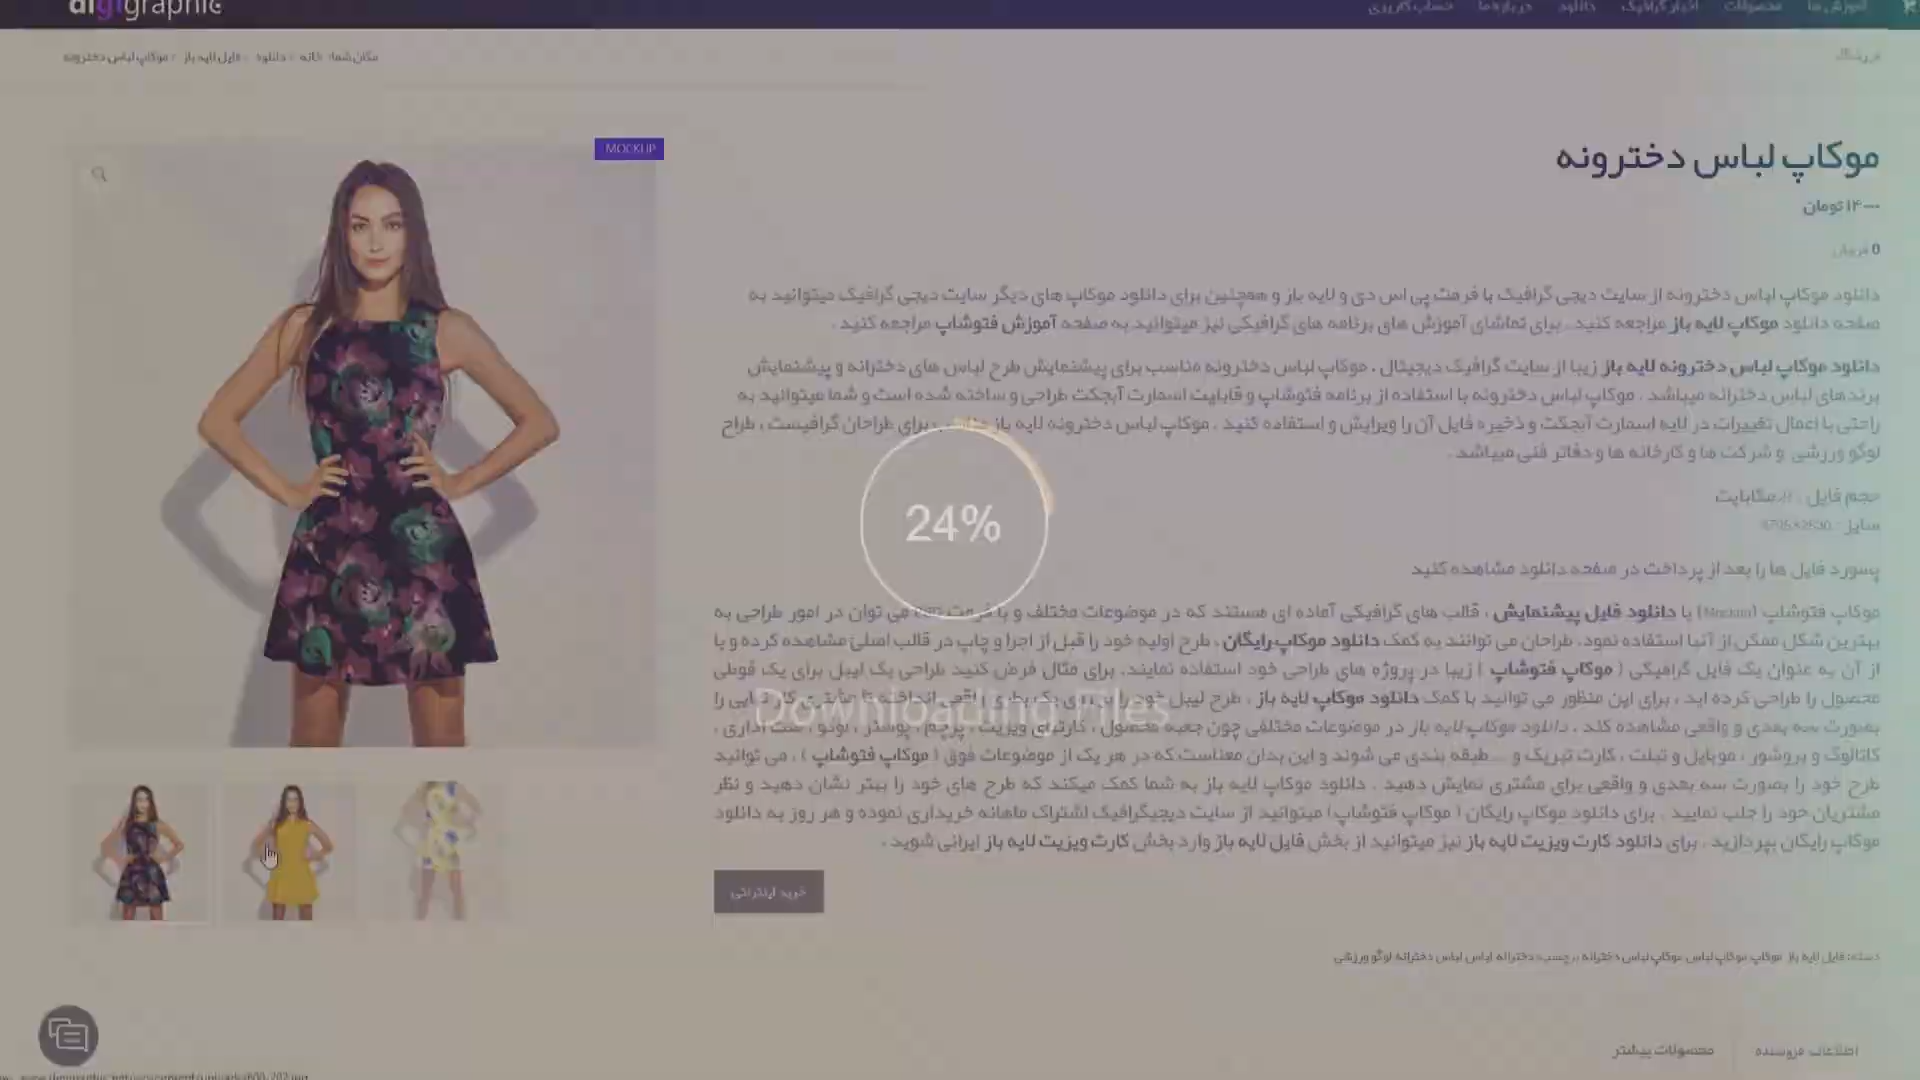 digigraphic
آموزش ها
محصولات
اخبار گرافیک
دانلود
درباره ما
حساب کاربری
مکان شما: خانه / دانلود / فایل لایه باز / موکاپ لباس دخترونه
MOCKUP
موکاپ لباس دخترونه
تومان
0 فروش
دانلود موکاپ لباس دخترونه از سایت دیجی گرافیک با فرمت پی اس دی و لایه باز و همچنین برای دانلود موکاپ های دیگر سایت دیجی گرافیک میتوانید به
صفحه دانلود موکاپ لایه باز مراجعه کنید . برای تماشای آموزش های برنامه های گرافیکی نیز میتوانید به صفحه آموزش فتوشاپ مراجعه کنید .
دانلود موکاپ لباس دخترونه لایه باز زیبا از سایت گرافیک دیجیتال ، موکاپ لباس دخترونه مناسب برای پیشنمایش طرح لباس های دخترانه و پیشنمایش
برندهای لباس دخترانه میباشد . موکاپ لباس دخترونه با استفاده از برنامه فتوشاپ و قابلیت اسمارت آبجکت طراحی و ساخته شده است و شما میتوانید به
راحتی با اعمال تغییرات در لایه اسمارت آبجکت و ذخیره فایل آن را ویرایش و استفاده کنید . موکاپ لباس دخترونه لایه باز مناسب برای طراحان گرافیست ، طراح
لوگو ورزشی و شرکت ها و کارخانه ها و دفاتر فنی میباشد .
24%
حجم فایل : مگابایت
سایز :
پسورد فایل ها را بعد از پرداخت در صفحه دانلود مشاهده کنید
موکاپ فتوشاپ (Mockup) یا دانلود فایل پیشنمایش ، قالب های گرافیکی آماده ای هستند که در موضوعات مختلف و با فرمت می توان در امور طراحی به
بهترین شکل ممکن از آنها استفاده نمود. طراحان می توانند به کمک دانلود موکاپ رایگان ، طرح اولیه خود را قبل از اجرا و چاپ در قالب اصلی مشاهده کرده و یا
از آن به عنوان یک فایل گرافیکی ( موکاپ فتوشاپ ) زیبا در پروژه های طراحی خود استفاده نمایند. برای مثال فرض کنید طراحی یک لیبل برای یک قوطی
محصول را طراحی کرده اید ، برای این منظور می توانید با کمک دانلود موکاپ لایه باز ، طرح لیبل خود را بر روی یک بطری واقعی انداخته تا مشتری کار نهایی را
Downloading Files
بصورت سه بعدی و واقعی مشاهده کند . دانلود موکاپ لایه باز در موضوعات مختلفی چون جعبه محصول ، کارتهای ویزیت ، پرچم ، پوستر ، لوگو ، ست اداری ،
کاتالوگ و بروشور ، موبایل و تبلت ، کارت تبریک و ... طبقه بندی می شوند و این بدان معناست که در هر یک از موضوعات فوق ( موکاپ فتوشاپ ) ، می توانید
طرح خود را بصورت سه بعدی و واقعی برای مشتری نمایش دهید . دانلود موکاپ لایه باز به شما کمک میکند که طرح های خود را بهتر نشان دهید و نظر
مشتریان خود را جلب نمایید . برای دانلود موکاپ رایگان ( موکاپ فتوشاپ) میتوانید از سایت دیجیگرافیک اشتراک ماهانه خریداری نموده و هر روز به دانلود
موکاپ رایگان بپردازید . برای دانلود کارت ویزیت لایه باز نیز میتوانید از بخش فایل لایه باز وارد بخش کارت ویزیت لایه باز ایرانی شوید .
خرید اینترانتی
دسته: فایل لایه باز, موکاپ, موکاپ لباس, موکاپ لباس دخترانه برچسب: دخترانه, لباس, لباس دخترانه, لوگو ورزشی
اطلاعات فروشنده
محصولات بیشتر